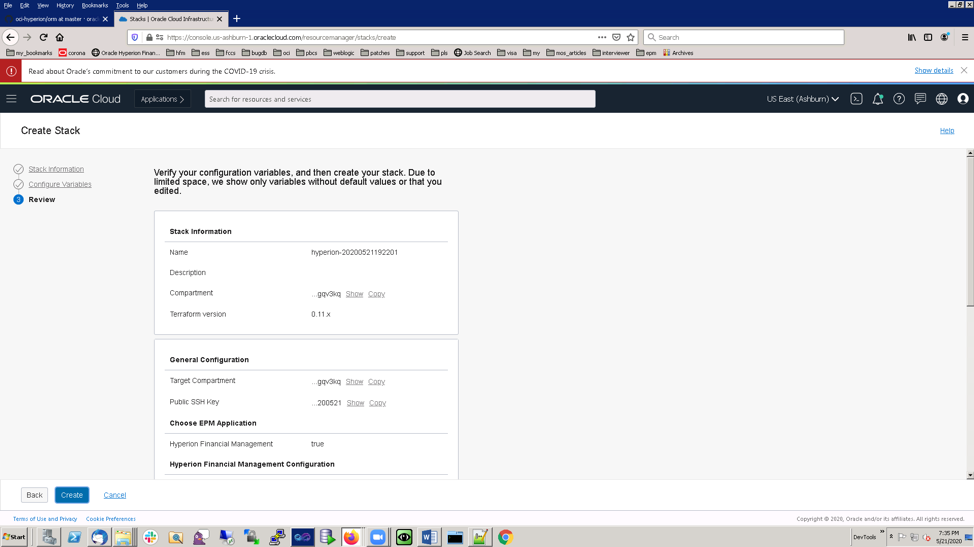 File Edit View History Bookmarks Tools Help
oci-hyperion/orm at master · orac
Stacks | Oracle Cloud Infrastructu
https://console.us-ashburn-1.oraclecloud.com/resourcemanager/stacks/create
Search
my_bookmarks corona Oracle Hyperion Finan... hfm ess fccs bugdb oci pbcs weblogic patches support pls Job Search visa my mos_articles interviewer epm Archives
Read about Oracle's commitment to our customers during the COVID-19 crisis.
Show details
ORACLE Cloud
Applications
Search for resources and services
US East (Ashburn)
Create Stack
Help
Stack Information
Configure Variables
3 Review
Verify your configuration variables, and then create your stack. Due to
limited space, we show only variables without default values or that you
edited.
Stack Information
Name hyperion-20200521192201
Description
Compartment ...gqv3kq Show Copy
Terraform version 0.11.x
General Configuration
Target Compartment ...gqv3kq Show Copy
Public SSH Key ...200521 Show Copy
Choose EPM Application
Hyperion Financial Management true
Hyperion Financial Management Configuration
Back Create Cancel
Terms of Use and Privacy Cookie Preferences
Copyright © 2020, Oracle and/or its affiliates. All rights reserved.
Start
DevTools
7:35 PM
5/21/2020